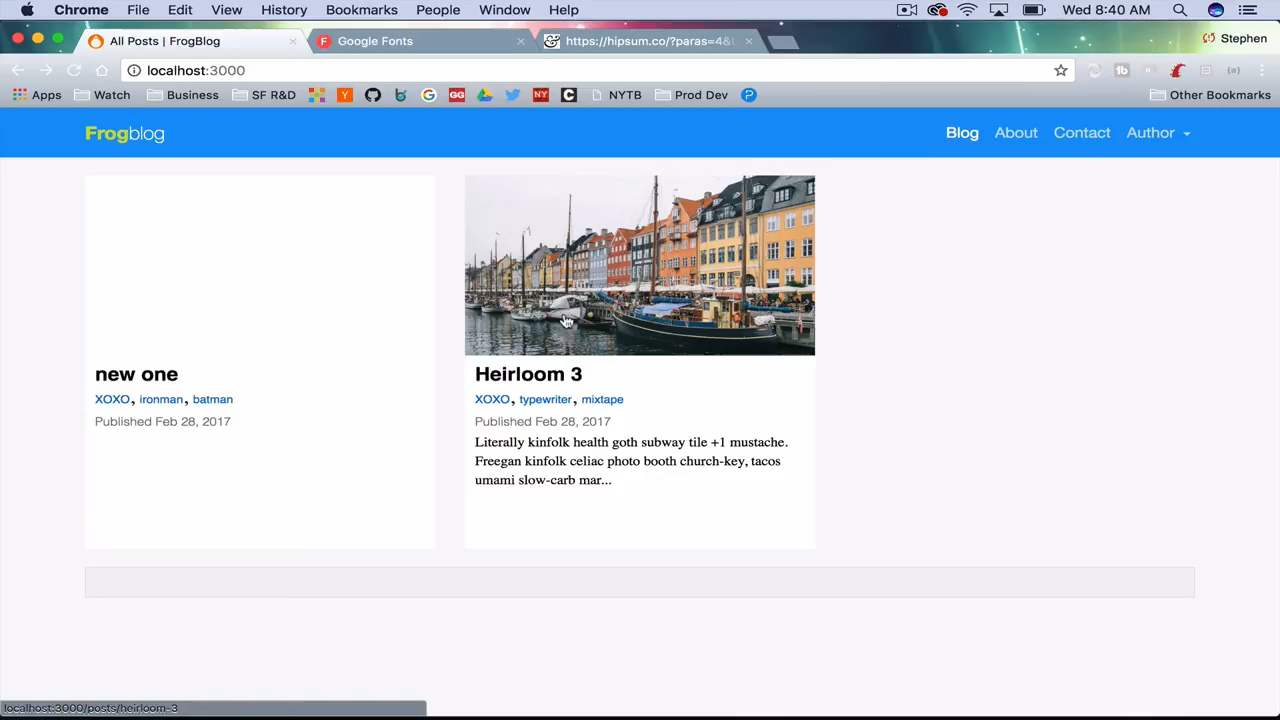 Chrome File Edit View History Bookmarks People Window Help Wed 8:40 AM
All Posts | FrogBlog Google Fonts https://hipsum.co/?paras=4& Stephen
localhost:3000
Apps Watch Business SF R&D NYTB Prod Dev Other Bookmarks
Frogblog Blog About Contact Author
new one
XOXO, ironman, batman
Published Feb 28, 2017
Heirloom 3
XOXO, typewriter, mixtape
Published Feb 28, 2017
Literally kinfolk health goth subway tile +1 mustache.
Freegan kinfolk celiac photo booth church-key, tacos
umami slow-carb mar...
localhost:3000/posts/heirloom-3